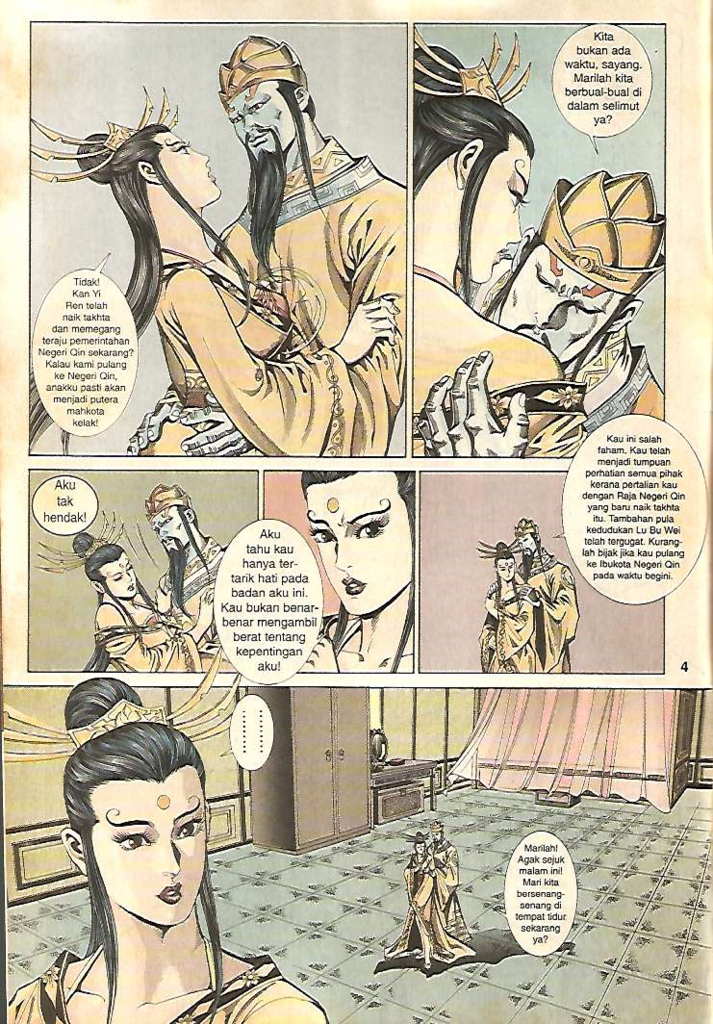 Tidak!
Kan Yi
Ren telah
naik takhta
dan memegang
teraju pemerintahan
Negeri Qin sekarang?
Kalau kami pulang
ke Negeri Qin,
anakku pasti akan
menjadi putera
mahkota
kelak!
Kita
bukan ada
waktu, sayang.
Marilah kita
berbual-bual di
dalam selimut
ya?
Aku
tak
hendak!
Aku
tahu kau
hanya ter-
tarik hati pada
badan aku ini.
Kau bukan benar-
benar mengambil
berat tentang
kepentingan
aku!
Kau ini salah
faham. Kau telah
menjadi tumpuan
perhatian semua pihak
kerana pertalian kau
dengan Raja Negeri Qin
yang baru naik takhta
itu. Tambahan pula
kedudukan Lu Bu Wei
telah tergugat. Kurang-
lah bijak jika kau pulang
ke Ibukota Negeri Qin
pada waktu begini.
4
Marilah!
Agak sejuk
malam ini!
Mari kita
bersenang-
senang di
tempat tidur
sekarang
ya?